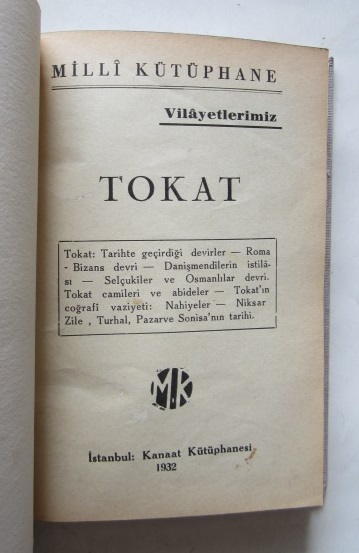 MİLLÎ KÜTÜPHANE
Vilâyetlerimiz
TOKAT
Tokat: Tarihte geçirdiği devirler — Roma
- Bizans devri — Danişmendilerin istilâ-
sı — Selçukiler ve Osmanlılar devri.
Tokat camileri ve abideler — Tokat'ın
coğrafî vaziyeti: Nahiyeler — Niksar
Zile , Turhal, Pazarve Sonisa'nın tarihi.
MK
İstanbul: Kanaat Kütüphanesi
1932